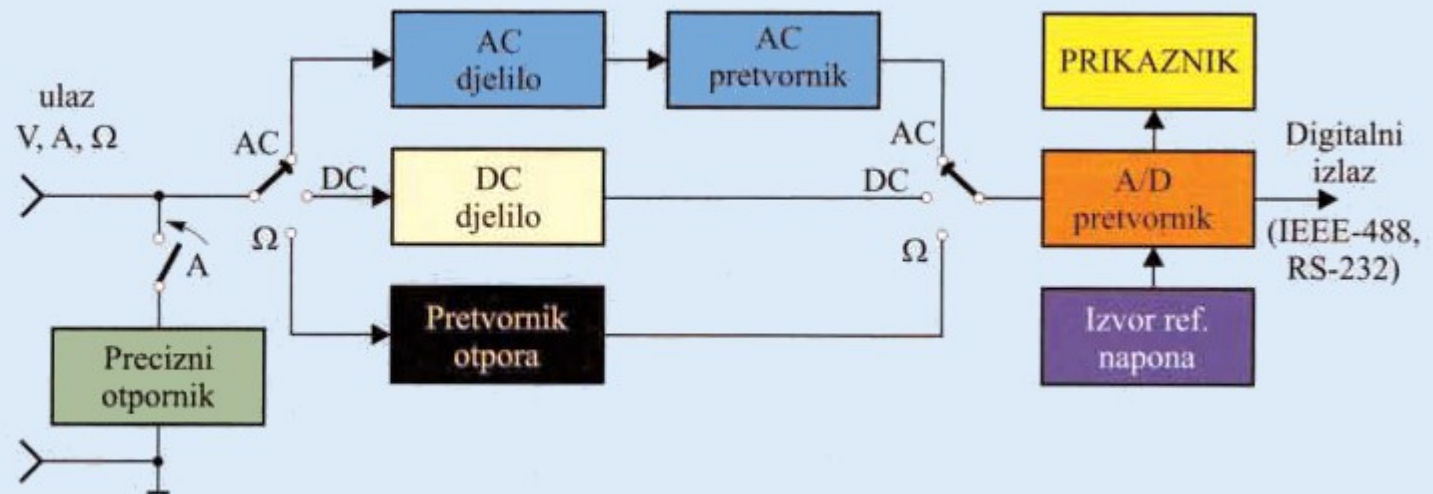 ulaz
V, A, Ω
AC
DC
Ω
A
Precizni
otpornik
AC
djelilo
AC
pretvornik
DC
djelilo
Pretvornik
otpora
AC
DC
Ω
PRIKAZNIK
A/D
pretvornik
Izvor ref.
napona
Digitalni
izlaz
(IEEE-488,
RS-232)